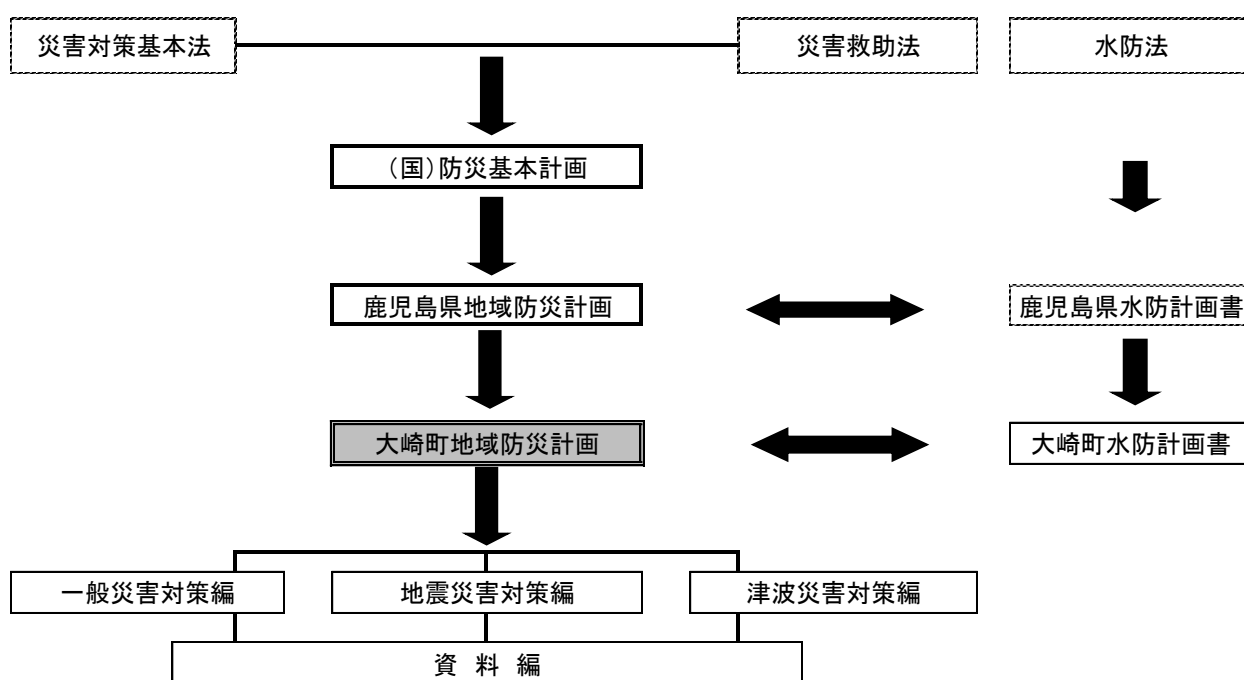 災害対策基本法
災害救助法
水防法
（国）防災基本計画
鹿児島県地域防災計画
鹿児島県水防計画書
大崎町地域防災計画
大崎町水防計画書
一般災害対策編
地震災害対策編
津波災害対策編
資 料 編